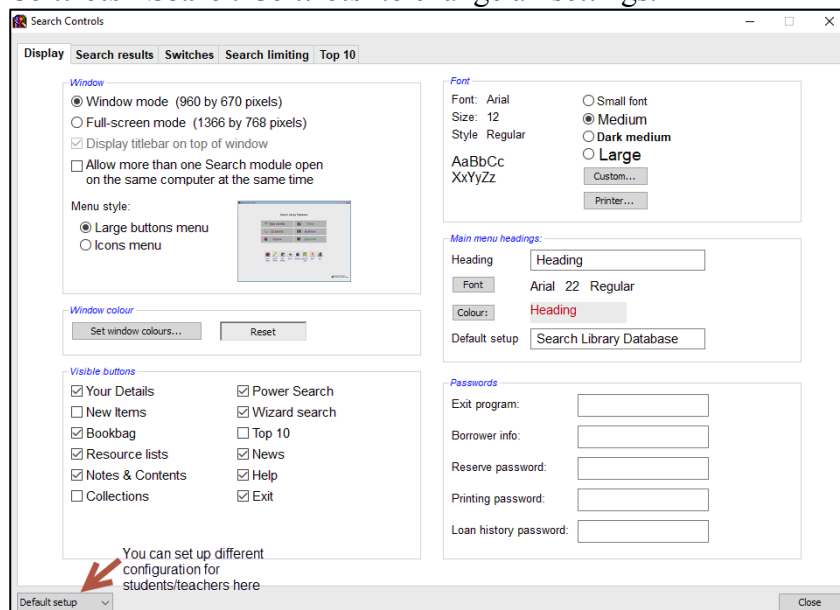 Search Controls
Display Search results Switches Search limiting Top 10
Window
Window mode (960 by 670 pixels)
Full-screen mode (1366 by 768 pixels)
Display titlebar on top of window
Allow more than one Search module open
on the same computer at the same time
Menu style:
Large buttons menu
Icons menu
Window colour
Set window colours... Reset
Visible buttons
Your Details Power Search
New Items Wizard search
Bookbag Top 10
Resource lists News
Notes & Contents Help
Collections Exit
You can set up different
configuration for
students/teachers here
Default setup
Font
Font: Arial Small font
Size: 12 Medium
Style Regular Dark medium
AaBbCc Large
XxYyZz Custom...
Printer...
Main menu headings:
Heading Heading
Font Arial 22 Regular
Colour: Heading
Default setup Search Library Database
Passwords
Exit program:
Borrower info:
Reserve password:
Printing password:
Loan history password:
Close